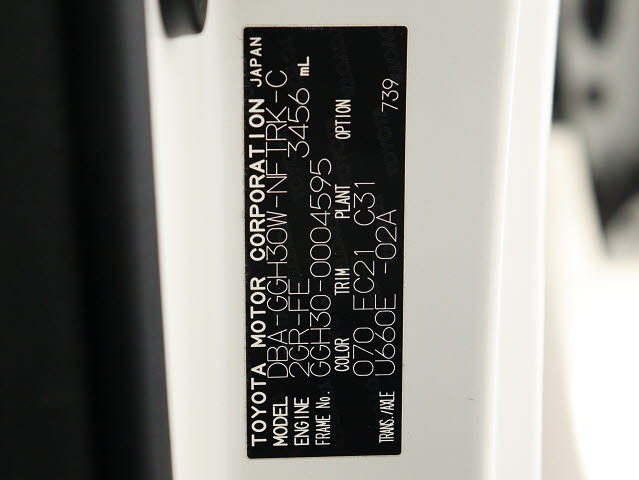 TOYOTA MOTOR CORPORATION JAPAN
MODEL DBA-GGH30W-NFTRK-C
ENGINE 2GR-FE 3456 mL
FRAME No. GGH30-0004595
COLOR TRIM PLANT OPTION
070 FC21 C31 739
TRANS./AXLE U660E -02A